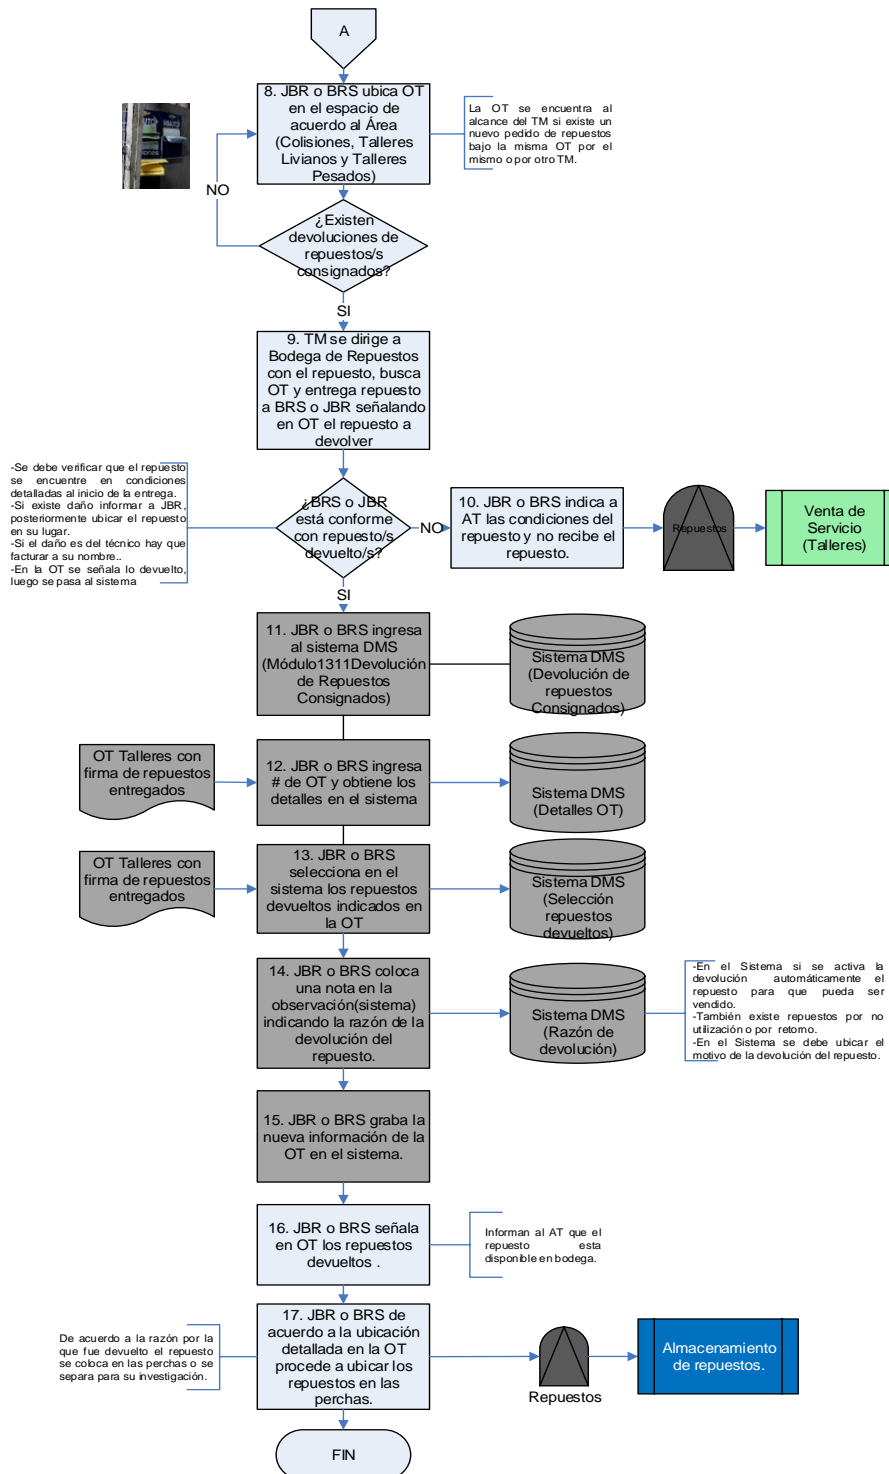 A
8. JBR o BRS ubica OT
en el espacio de
acuerdo al Área
(Colisiones, Talleres
Livianos y Talleres
Pesados)
La OT se encuentra al
alcance del TM si existe un
nuevo pedido de repuestos
bajo la misma OT por el
mismo o por otro TM.
NO
¿Existen
devoluciones de
repuestos/s
consignados?
SI
9. TM se dirige a
Bodega de Repuestos
con el repuesto, busca
OT y entrega repuesto
a BRS o JBR señalando
en OT el repuesto a
devolver
-Se debe verificar que el repuesto
se encuentre en condiciones
detalladas al inicio de la entrega.
-Si existe daño informar a JBR,
posteriormente ubicar el repuesto
en su lugar.
-Si el daño es del técnico hay que
facturar a su nombre..
-En la OT se señala lo devuelto,
luego se pasa al sistema
¿BRS o JBR
está conforme
con repuesto/s
devuelto/s?
NO
10. JBR o BRS indica a
AT las condiciones del
repuesto y no recibe el
repuesto.
Repuestos
Venta de
Servicio
(Talleres)
SI
11. JBR o BRS ingresa
al sistema DMS
(Módulo1311Devolución
de Repuestos
Consignados)
Sistema DMS
(Devolución de
repuestos
Consignados)
OT Talleres con
firma de repuestos
entregados
12. JBR o BRS ingresa
# de OT y obtiene los
detalles en el sistema
Sistema DMS
(Detalles OT)
OT Talleres con
firma de repuestos
entregados
13. JBR o BRS
selecciona en el
sistema los repuestos
devueltos indicados en
la OT
Sistema DMS
(Selección
repuestos
devueltos)
14. JBR o BRS coloca
una nota en la
observación(sistema)
indicando la razón de la
devolución del
repuesto.
Sistema DMS
(Razón de
devolución)
-En el Sistema si se activa la
devolución automáticamente el
repuesto para que pueda ser
vendido.
-También existe repuestos por no
utilización o por retorno.
-En el Sistema se debe ubicar el
motivo de la devolución del repuesto.
15. JBR o BRS graba la
nueva información de la
OT en el sistema.
16. JBR o BRS señala
en OT los repuestos
devueltos .
Informan al AT que el
repuesto esta
disponible en bodega.
De acuerdo a la razón por la
que fue devuelto el repuesto
se coloca en las perchas o se
separa para su investigación.
17. JBR o BRS de
acuerdo a la ubicación
detallada en la OT
procede a ubicar los
repuestos en las
perchas.
Repuestos
Almacenamiento
de repuestos.
FIN